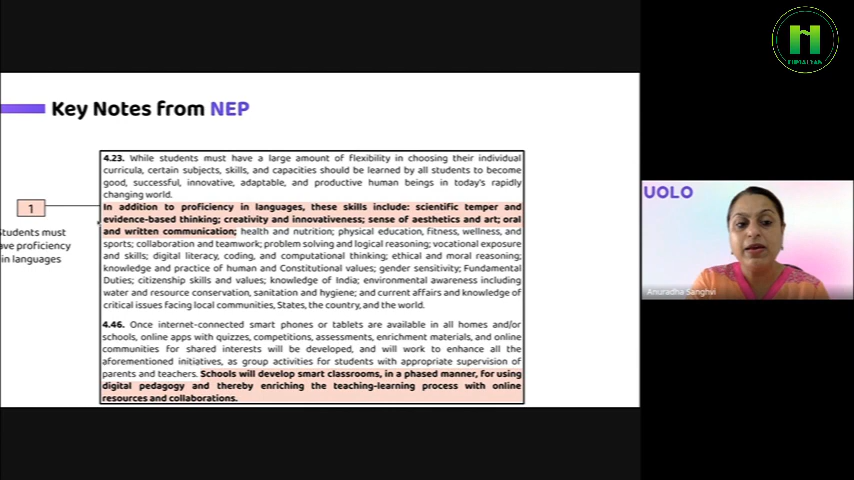 Key Notes from NEP
4.23. While students must have a large amount of flexibility in choosing their individual
curricula, certain subjects, skills, and capacities should be learned by all students to become
good, successful, innovative, adaptable, and productive human beings in today's rapidly
changing world.
In addition to proficiency in languages, these skills include: scientific temper and
evidence-based thinking; creativity and innovativeness; sense of aesthetics and art; oral
and written communication; health and nutrition; physical education, fitness, wellness, and
sports; collaboration and teamwork; problem solving and logical reasoning; vocational exposure
and skills; digital literacy, coding, and computational thinking; ethical and moral reasoning;
knowledge and practice of human and Constitutional values; gender sensitivity; Fundamental
Duties; citizenship skills and values; knowledge of India; environmental awareness including
water and resource conservation, sanitation and hygiene; and current affairs and knowledge of
critical issues facing local communities, States, the country, and the world.
4.46. Once internet-connected smart phones or tablets are available in all homes and/or
schools, online apps with quizzes, competitions, assessments, enrichment materials, and online
communities for shared interests will be developed, and will work to enhance all the
aforementioned initiatives, as group activities for students with appropriate supervision of
parents and teachers. Schools will develop smart classrooms, in a phased manner, for using
digital pedagogy and thereby enriching the teaching-learning process with online
resources and collaborations.
1
tudents must
ave proficiency
in languages
UOLO
Anuradha Sanghvi